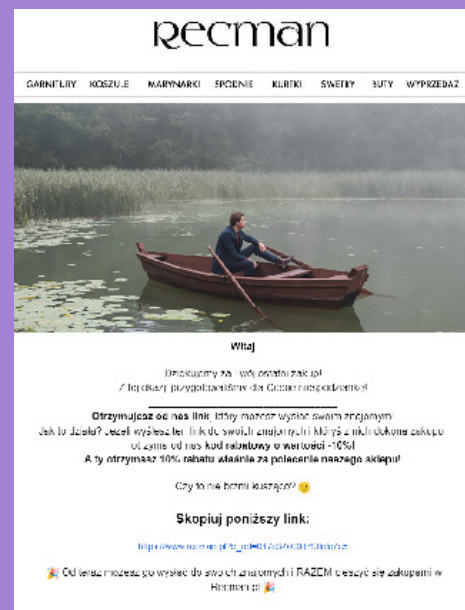 Recman
GARNITURY KOSZULE MARYNARKI SPODNIE KURTKI SWETRY BUTY WYPRZEDAŻ
Witaj
Dziękujemy za Twój ostatni zakup!
Z tej okazji przygotowaliśmy dla Ciebie niespodziankę!
Otrzymujesz od nas link, który możesz wysłać swoim znajomym!
Jak to działa? Jeżeli wyślesz ten link do swoich znajomych i któryś z nich dokona zakupu
otrzyma od nas kod rabatowy o wartości -10%!
A ty otrzymasz 10% rabatu właśnie za polecenie naszego sklepu!
Czy to nie brzmi kusząco? 😉
Skopiuj poniższy link:
🎉 Od teraz możesz go wysłać do swoich znajomych i RAZEM cieszyć się zakupami w
Recman.pl 🎉